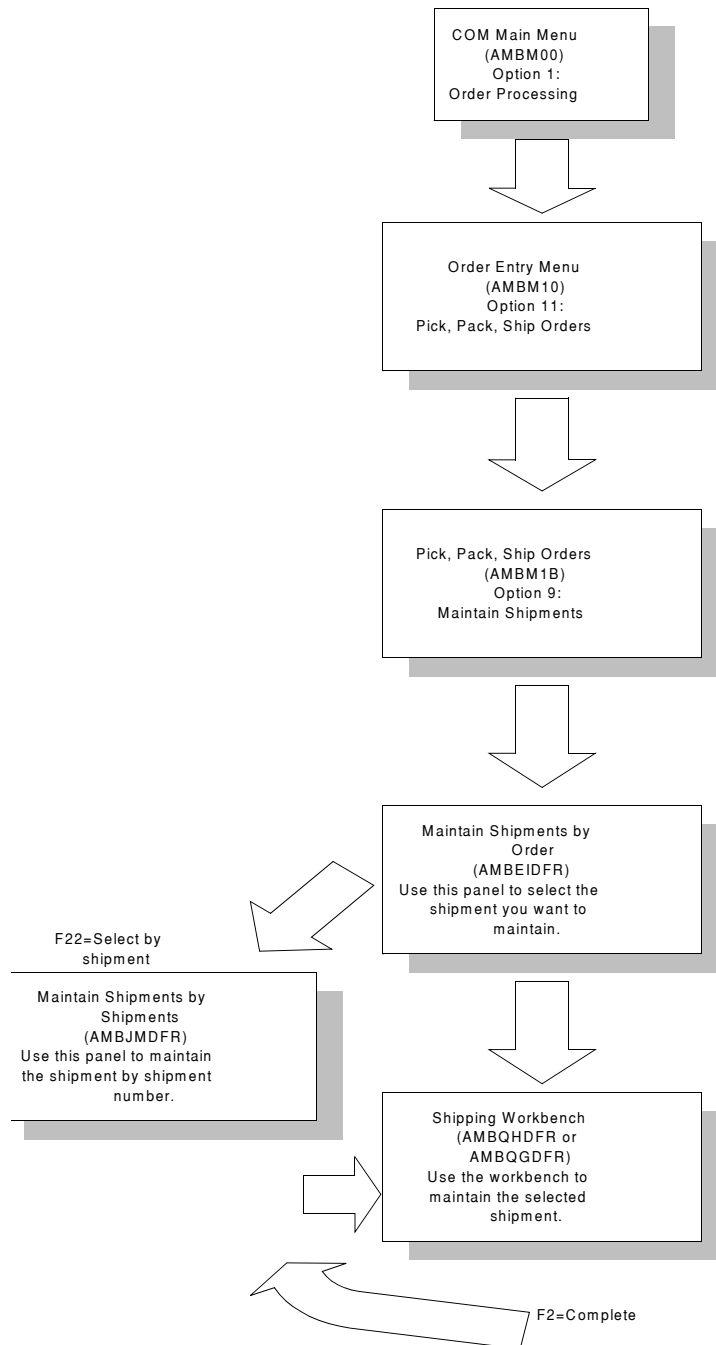 COM Main Menu
(AMBM00)
Option 1:
Order Processing
Order Entry Menu
(AMBM10)
Option 11:
Pick, Pack, Ship Orders
Pick, Pack, Ship Orders
(AMBM1B)
Option 9:
Maintain Shipments
Maintain Shipments by
Order
(AMBEIDFR)
Use this panel to select the
shipment you want to
maintain.
F22=Select by
shipment
Maintain Shipments by
Shipments
(AMBJMDFR)
Use this panel to maintain
the shipment by shipment
number.
Shipping Workbench
(AMBQHDFR or
AMBQGDFR)
Use the workbench to
maintain the selected
shipment.
F2=Complete